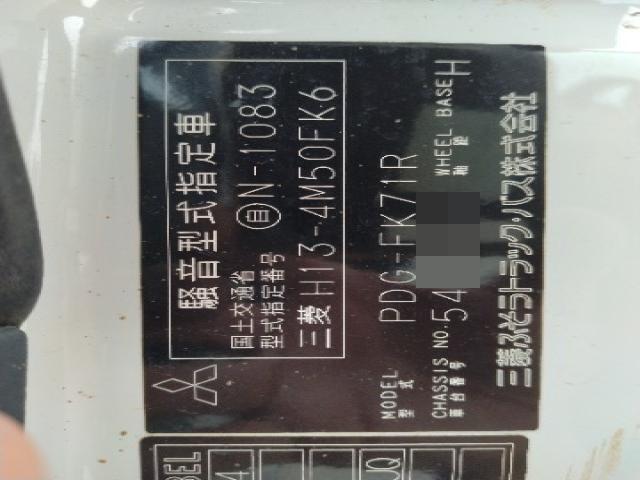 騒音型式指定車
国土交通省
型式指定番号 自N-1083
三菱 H13-4M50FK6
MODEL
型式 PDG-FK71R
CHASSIS NO.
車台番号 54
WHEEL BASE
軸距 H
三菱ふそうトラック・バス株式会社